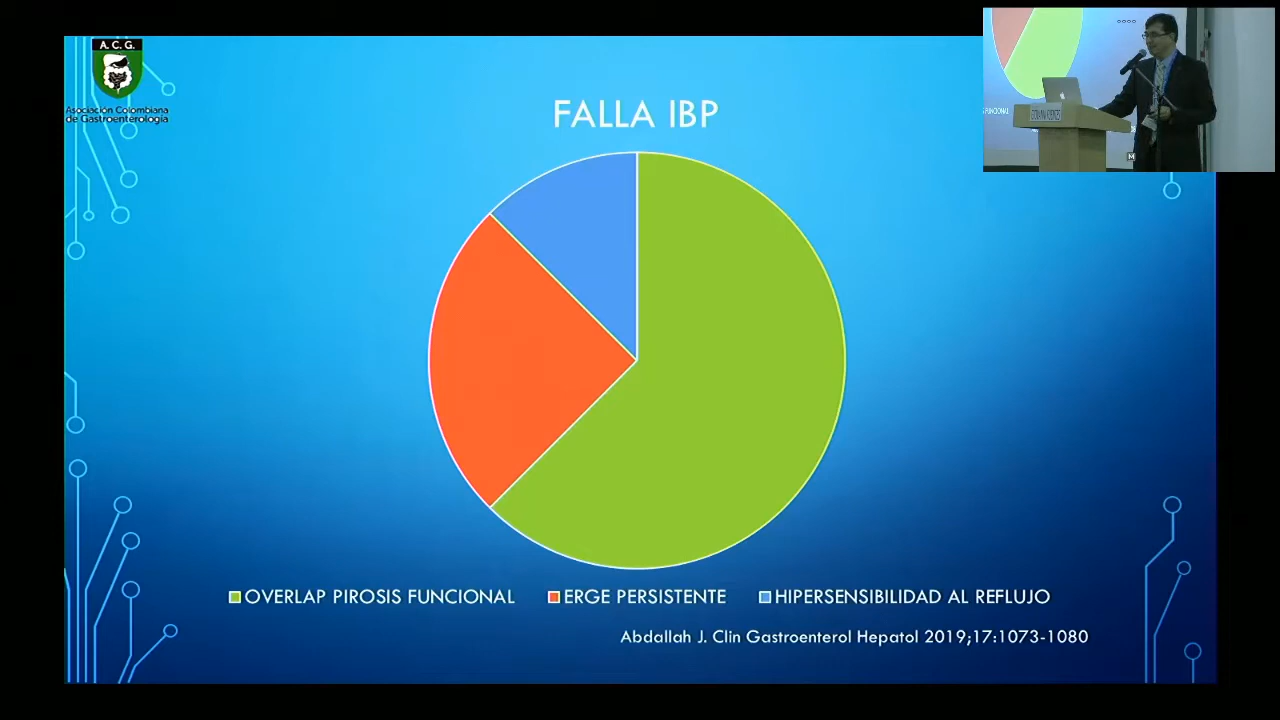 A. C. G.
Asociación Colombiana
de Gastroenterología
FALLA IBP
OVERLAP PIROSIS FUNCIONAL
ERGE PERSISTENTE
HIPERSENSIBILIDAD AL REFLUJO
Abdallah J. Clin Gastroenterol Hepatol 2019;17:1073-1080